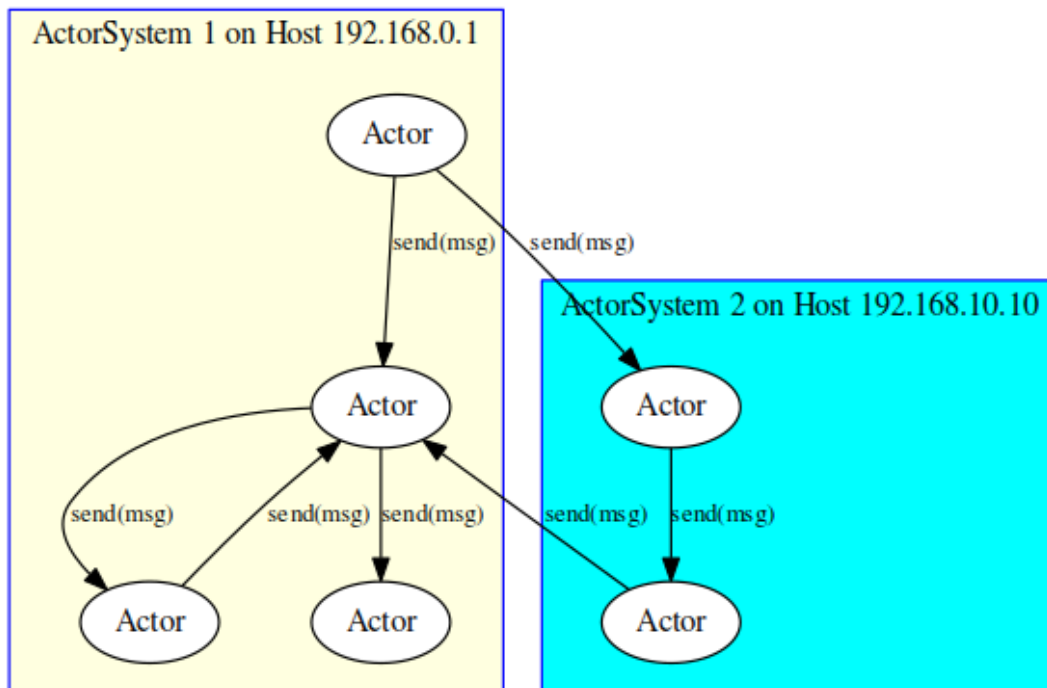 ActorSystem 1 on Host 192.168.0.1
Actor
send(msg)
send(msg)
ActorSystem 2 on Host 192.168.10.10
Actor
Actor
send(msg)
send(msg)
send(msg)
send(msg)
send(msg)
Actor
Actor
Actor